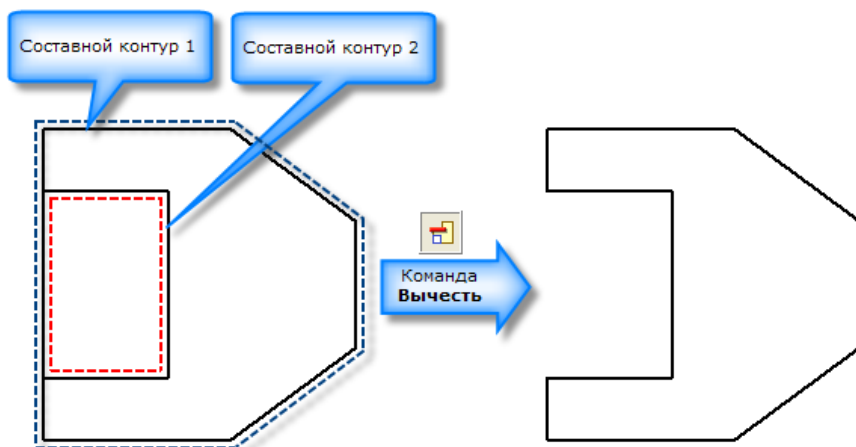 Составной контур 1
Составной контур 2
Команда
Вычесть